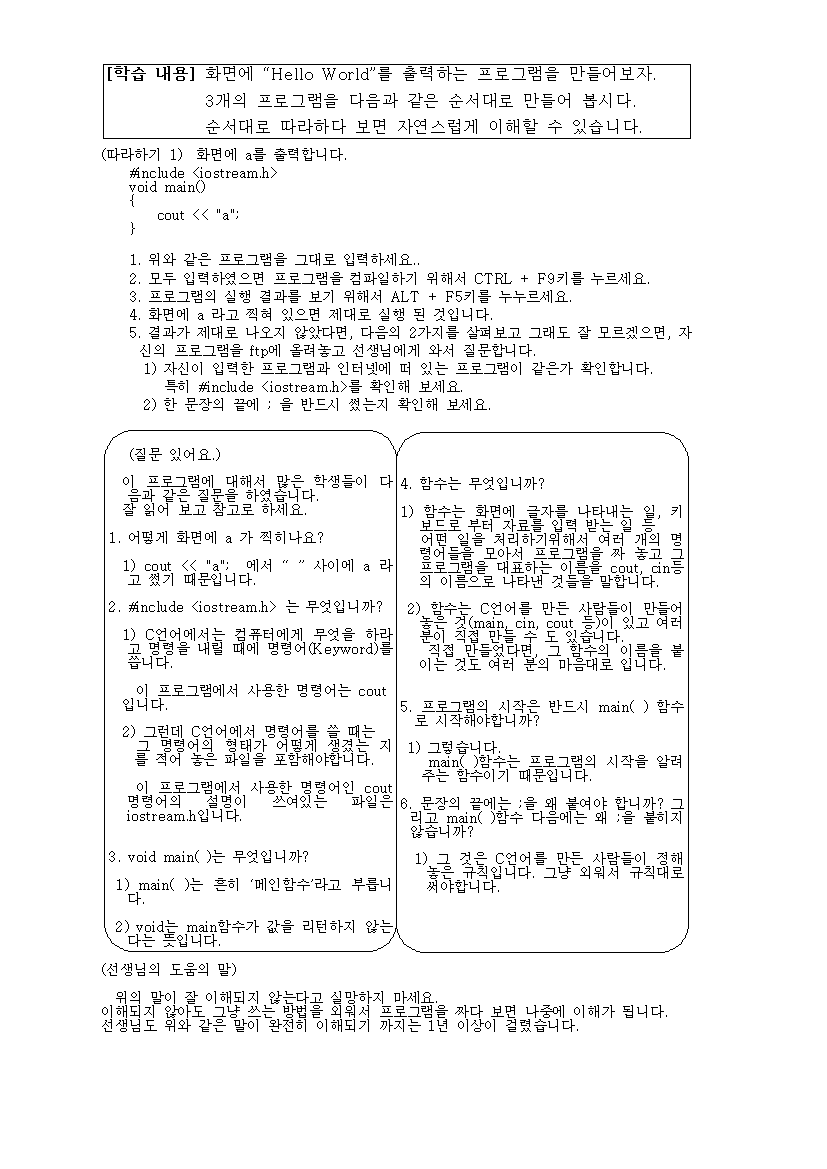 [학습 내용] 화면에 “Hello World”를 출력하는 프로그램을 만들어보자.
3개의 프로그램을 다음과 같은 순서대로 만들어 봅시다.
순서대로 따라하다 보면 자연스럽게 이해할 수 있습니다.
(따라하기 1) 화면에 a를 출력합니다.
#include <iostream.h>
void main()
{
cout << "a";
}
1. 위와 같은 프로그램을 그대로 입력하세요..
2. 모두 입력하였으면 프로그램을 컴파일하기 위해서 CTRL + F9키를 누르세요.
3. 프로그램의 실행 결과를 보기 위해서 ALT + F5키를 누누르세요.
4. 화면에 a 라고 찍혀 있으면 제대로 실행 된 것입니다.
5. 결과가 제대로 나오지 않았다면, 다음의 2가지를 살펴보고 그래도 잘 모르겠으면, 자
신의 프로그램을 ftp에 올려놓고 선생님에게 와서 질문합니다.
1) 자신이 입력한 프로그램과 인터넷에 떠 있는 프로그램이 같은가 확인합니다.
특히 #include <iostream.h>를 확인해 보세요.
2) 한 문장의 끝에 ; 을 반드시 썼는지 확인해 보세요.
(질문 있어요.)
이 프로그램에 대해서 많은 학생들이 다
음과 같은 질문을 하였습니다.
잘 읽어 보고 참고로 하세요.
1. 어떻게 화면에 a 가 찍히나요?
1) cout << "a"; 에서 “ ” 사이에 a 라
고 썼기 때문입니다.
2. #include <iostream.h> 는 무엇입니까?
1) C언어에서는 컴퓨터에게 무엇을 하라
고 명령을 내릴 때에 명령어(Keyword)를
씁니다.
이 프로그램에서 사용한 명령어는 cout
입니다.
2) 그런데 C언어에서 명령어를 쓸 때는
그 명령어의 형태가 어떻게 생겼는 지
를 적어 놓은 파일을 포함해야합니다.
이 프로그램에서 사용한 명령어인 cout
명령어의 설명이 쓰여있는 파일은
iostream.h입니다.
3. void main( )는 무엇입니까?
1) main( )는 흔히 ‘메인함수’라고 부릅니
다.
2) void는 main함수가 값을 리턴하지 않는
다는 뜻입니다.
4. 함수는 무엇입니까?
1) 함수는 화면에 글자를 나타내는 일, 키
보드로 부터 자료를 입력 받는 일 등
어떤 일을 처리하기위해서 여러 개의 명
령어들을 모아서 프로그램을 짜 놓고 그
프로그램을 대표하는 이름을 cout, cin등
의 이름으로 나타낸 것들을 말합니다.
2) 함수는 C언어를 만든 사람들이 만들어
놓은 것(main, cin, cout 등)이 있고 여러
분이 직접 만들 수 도 있습니다.
직접 만들었다면, 그 함수의 이름을 붙
이는 것도 여러 분의 마음대로 입니다.
5. 프로그램의 시작은 반드시 main( ) 함수
로 시작해야합니까?
1) 그렇습니다.
main( )함수는 프로그램의 시작을 알려
주는 함수이기 때문입니다.
6. 문장의 끝에는 ;을 왜 붙여야 합니까? 그
리고 main( )함수 다음에는 왜 ;을 붙히지
않습니까?
1) 그 것은 C언어를 만든 사람들이 정해
놓은 규칙입니다. 그냥 외워서 규칙대로
써야합니다.
(선생님의 도움의 말)
위의 말이 잘 이해되지 않는다고 실망하지 마세요.
이해되지 않아도 그냥 쓰는 방법을 외워서 프로그램을 짜다 보면 나중에 이해가 됩니다.
선생님도 위와 같은 말이 완전히 이해되기 까지는 1년 이상이 걸렸습니다.